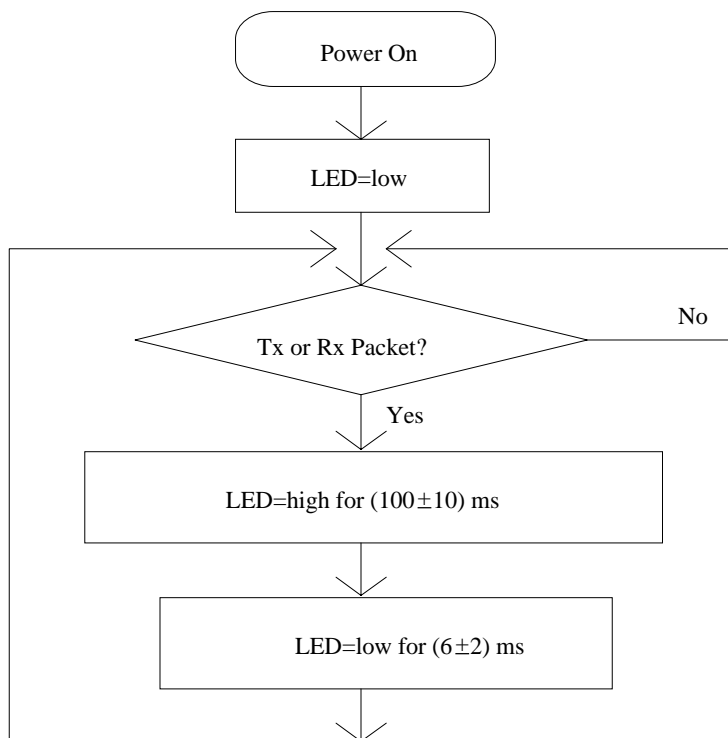 Power On
LED=low
Tx or Rx Packet?
No
Yes
LED=high for (100±10) ms
LED=low for (6±2) ms